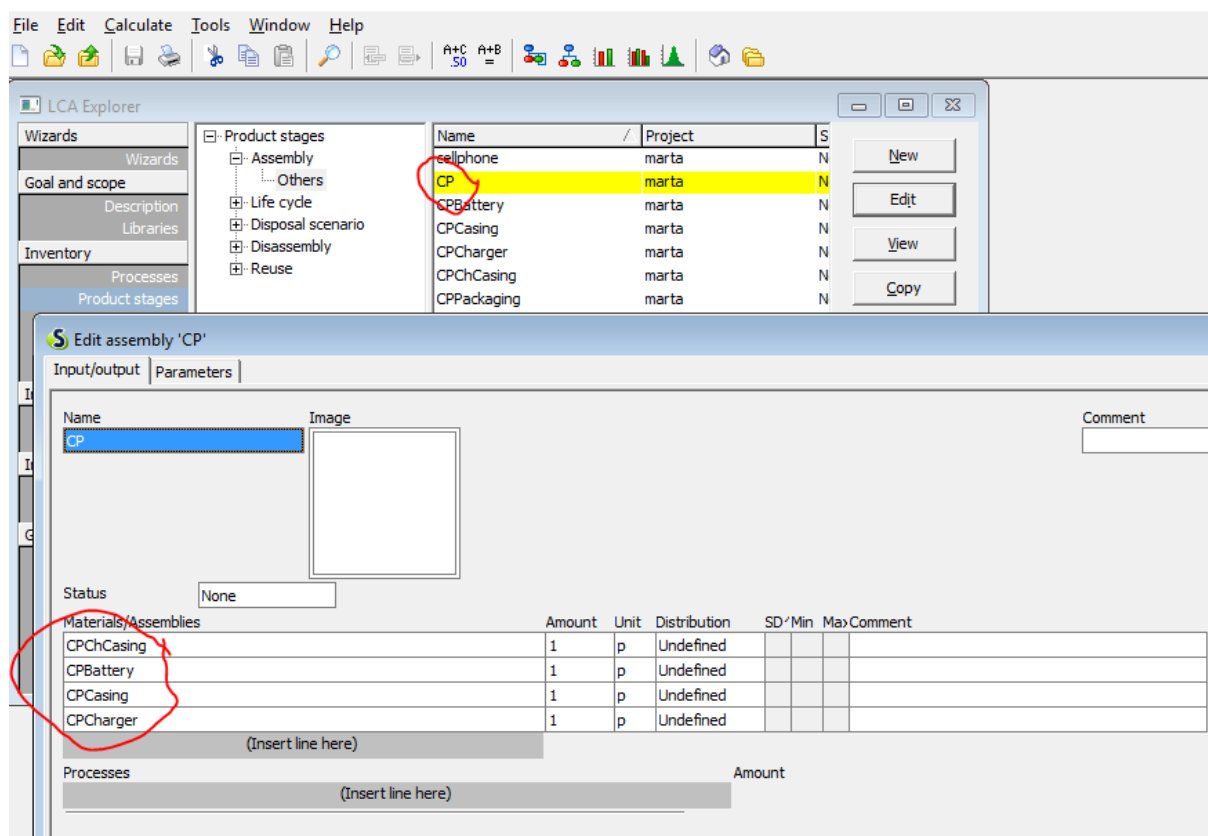 File Edit Calculate Tools Window Help
A+C A+B
.50 =
LCA Explorer
Wizards
Wizards
Goal and scope
Description
Libraries
Inventory
Processes
Product stages
Product stages
Assembly
Others
Life cycle
Disposal scenario
Disassembly
Reuse
Name / Project S
cellphone marta N
CP marta N
CPBattery marta N
CPCasing marta N
CPCharger marta N
CPChCasing marta N
CPPackaging marta N
New
Edit
View
Copy
S Edit assembly 'CP'
Input/output Parameters
Name Image Comment
CP
Status None
Materials/Assemblies Amount Unit Distribution SD^ Min Max Comment
CPChCasing 1 p Undefined
CPBattery 1 p Undefined
CPCasing 1 p Undefined
CPCharger 1 p Undefined
(Insert line here)
Processes Amount
(Insert line here)